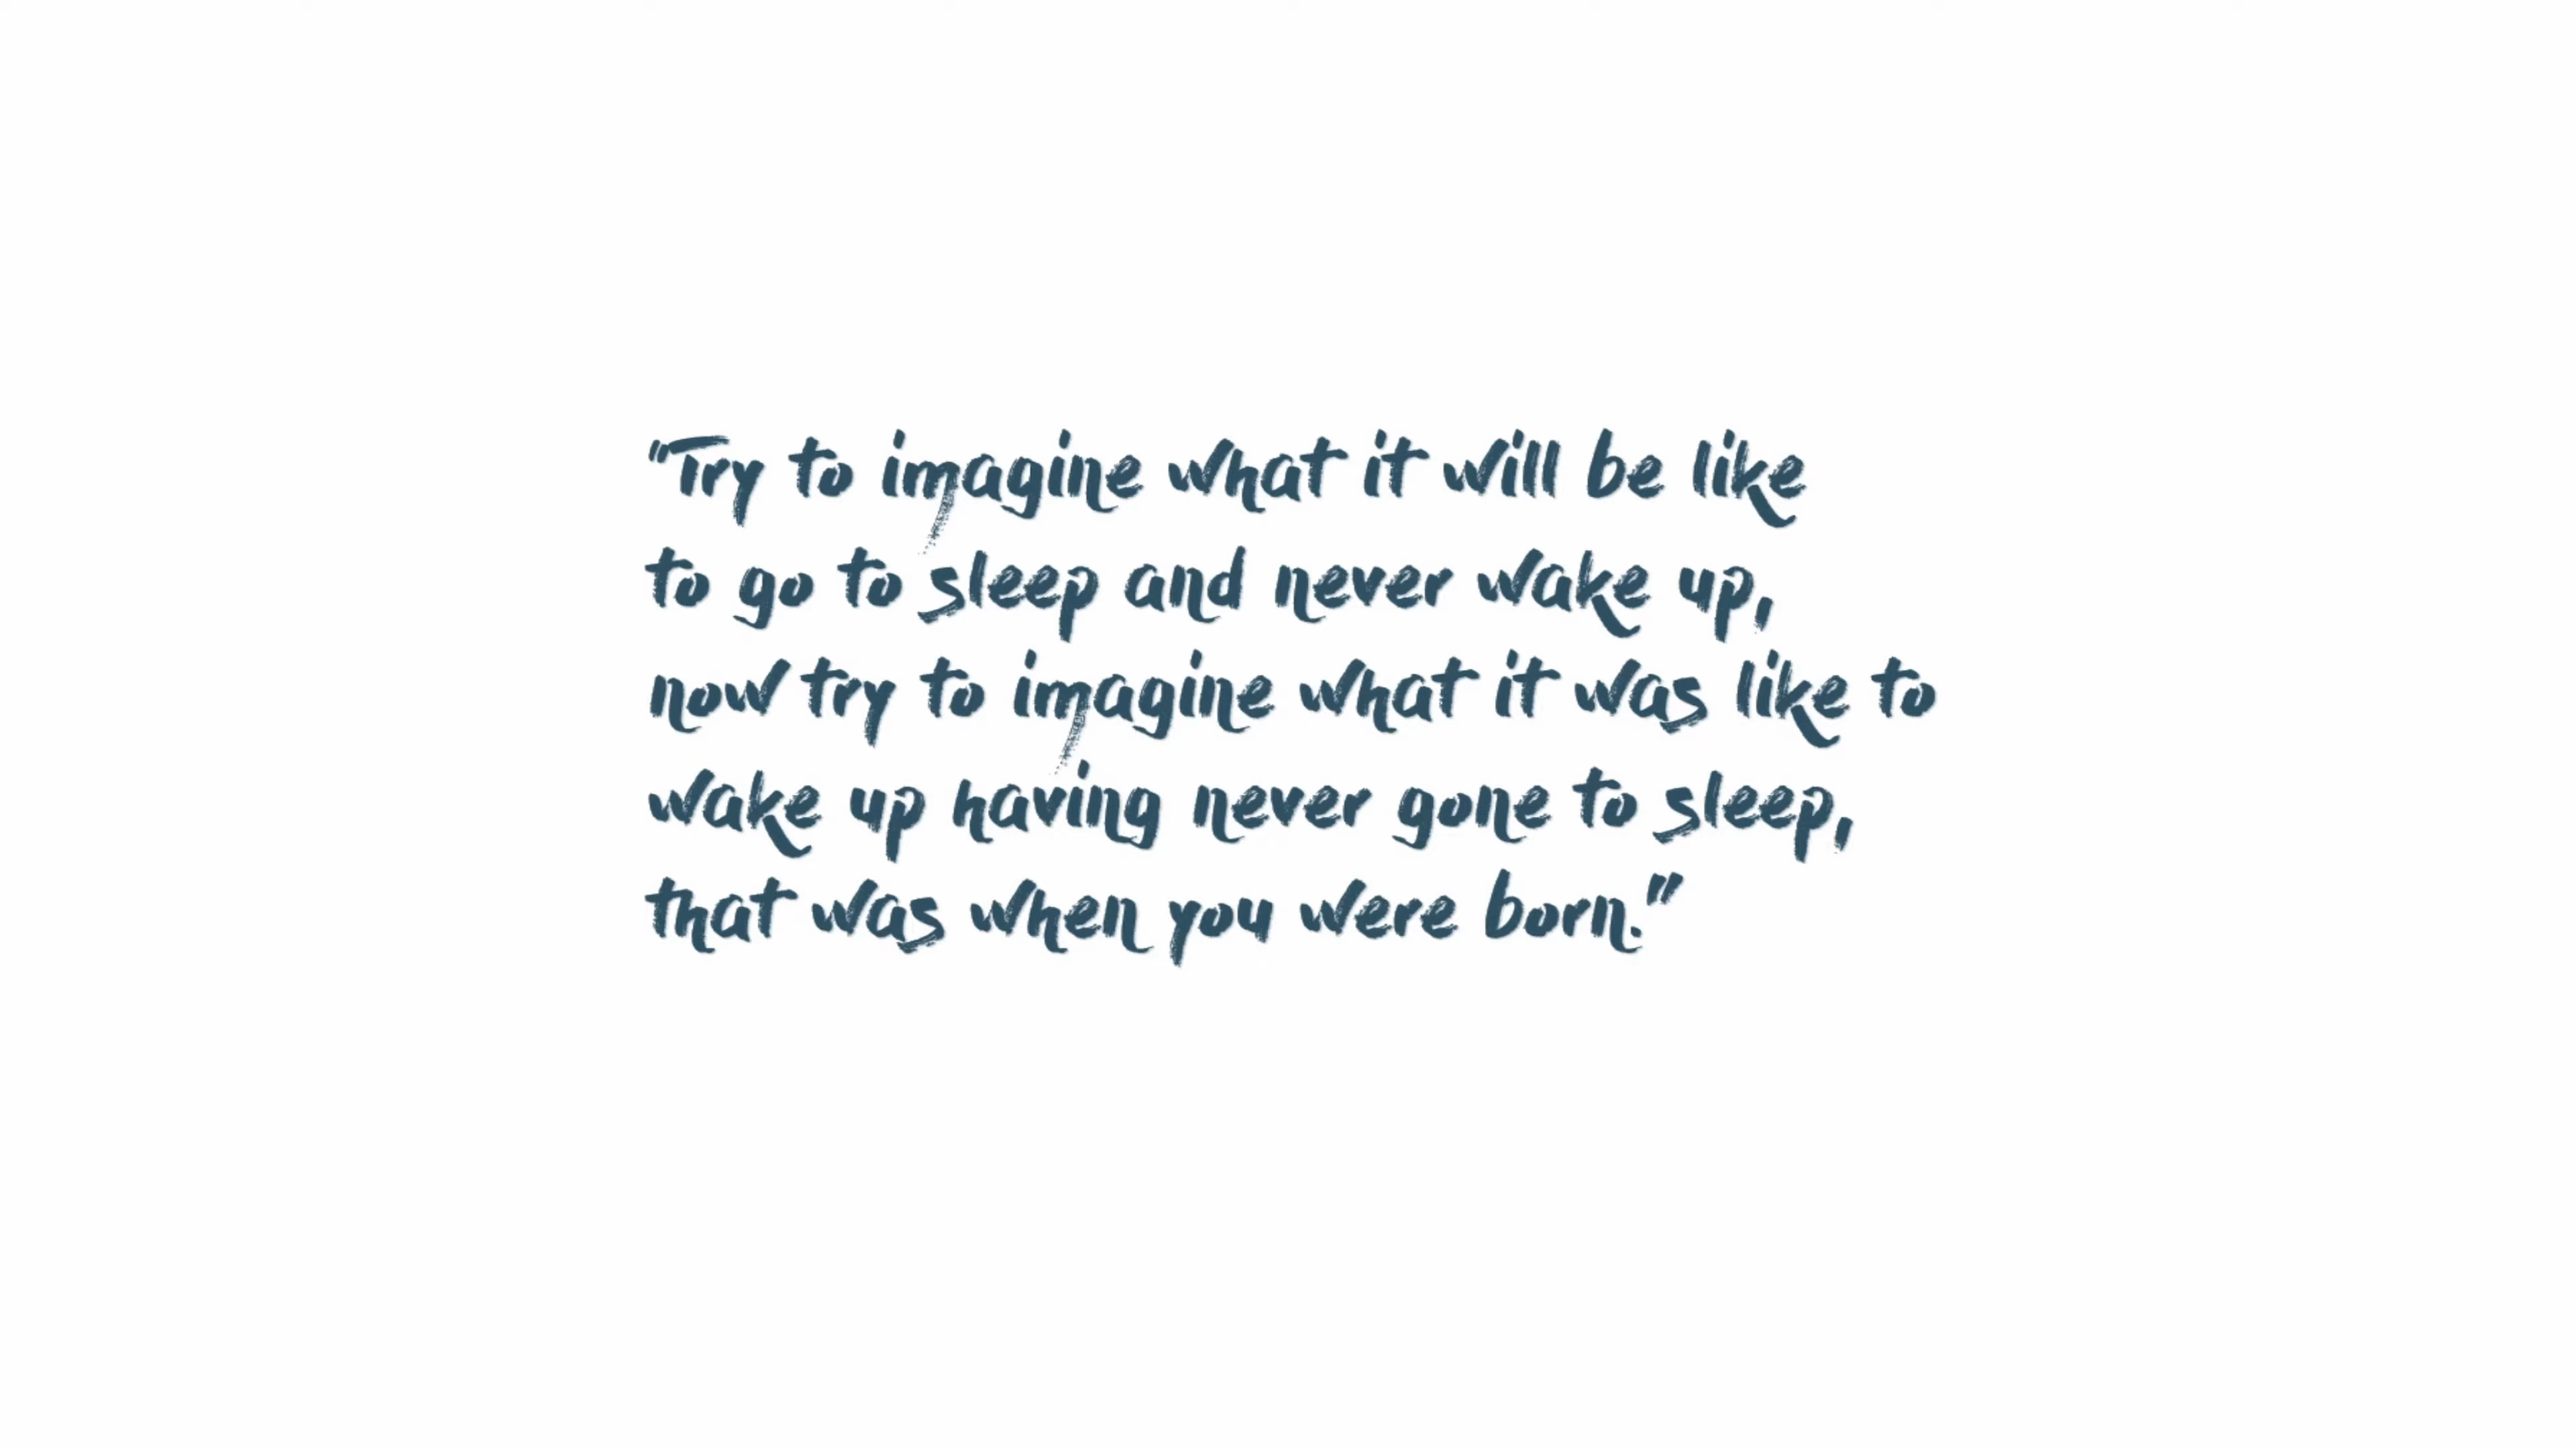 "Try to imagine what it will be like
to go to sleep and never wake up,
now try to imagine what it was like to
wake up having never gone to sleep,
that was when you were born."